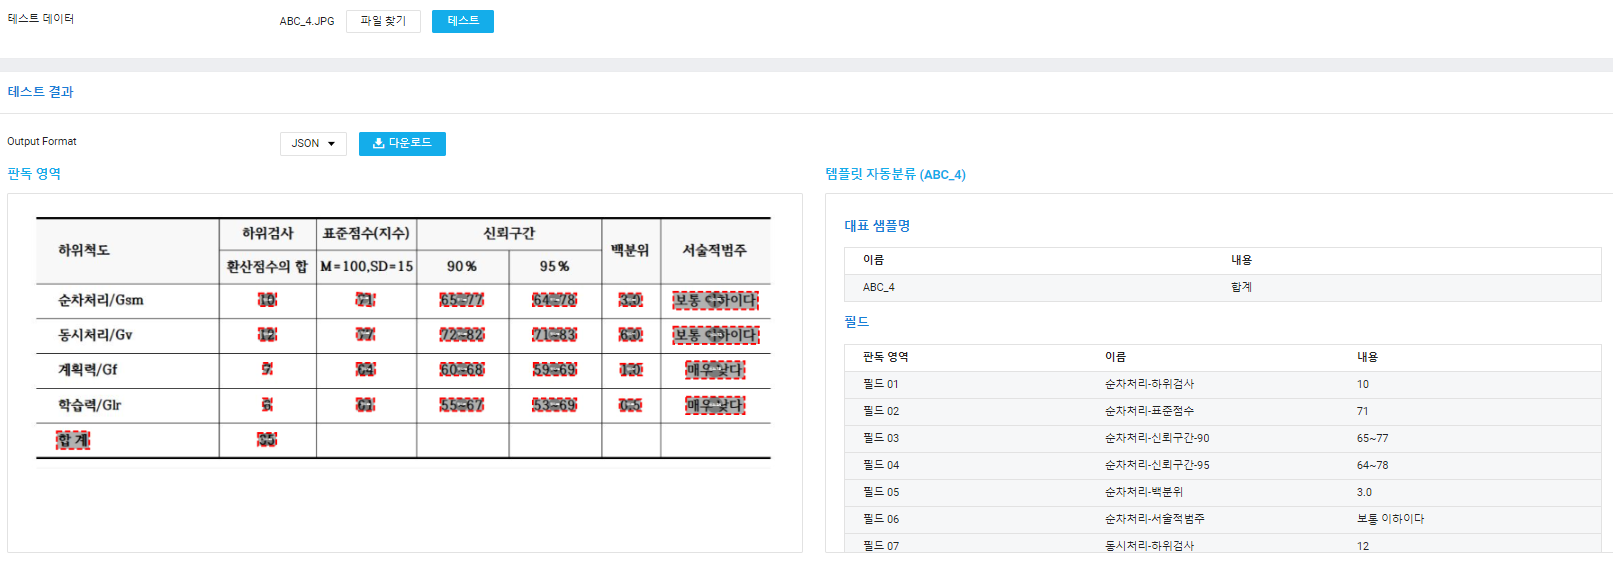 테스트 데이터
ABC_4.JPG 파일 찾기 테스트
테스트 결과
Output Format JSON 다운로드
판독 영역
하위척도 하위검사 표준점수(지수) 신뢰구간 백분위 서술적범주
환산점수의 합 M=100,SD=15 90% 95%
순차처리/Gsm 10 71 65~77 64~78 3.0 보통 이하이다
동시처리/Gv 12 77 72~82 71~83 6.0 보통 이하이다
계획력/Gf 7 64 60~68 59~69 1.0 매우 낮다
학습력/Glr 61 55~67 53~69 0.5 매우 낮다
합 계 35
템플릿 자동분류 (ABC_4)
대표 샘플명
이름 내용
ABC_4 합계
필드
판독 영역 이름 내용
필드 01 순차처리-하위검사 10
필드 02 순차처리-표준점수 71
필드 03 순차처리-신뢰구간-90 65~77
필드 04 순차처리-신뢰구간-95 64~78
필드 05 순차처리-백분위 3.0
필드 06 순차처리-서술적범주 보통 이하이다
필드 07 동시처리-하위검사 12